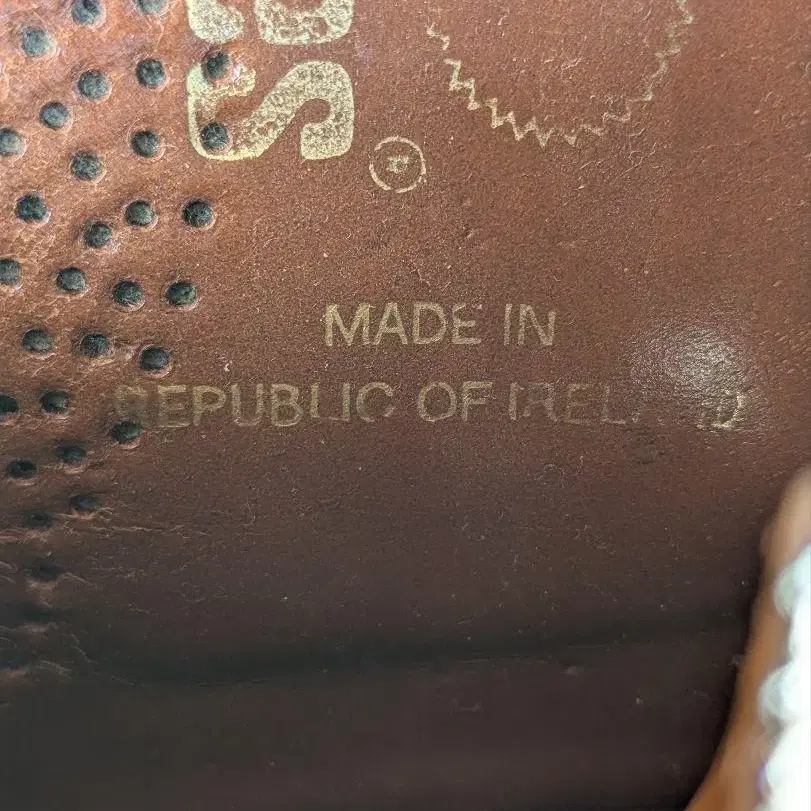 ®
MADE IN
REPUBLIC OF IRELAND